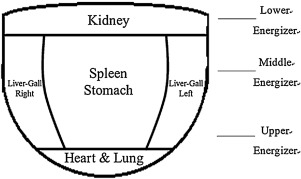 Kidney
Lower-
Energizer
Spleen
Stomach
Liver-Gall
Right
Liver-Gall
Left
Middle-
Energizer
Heart & Lung
Upper-
Energizer